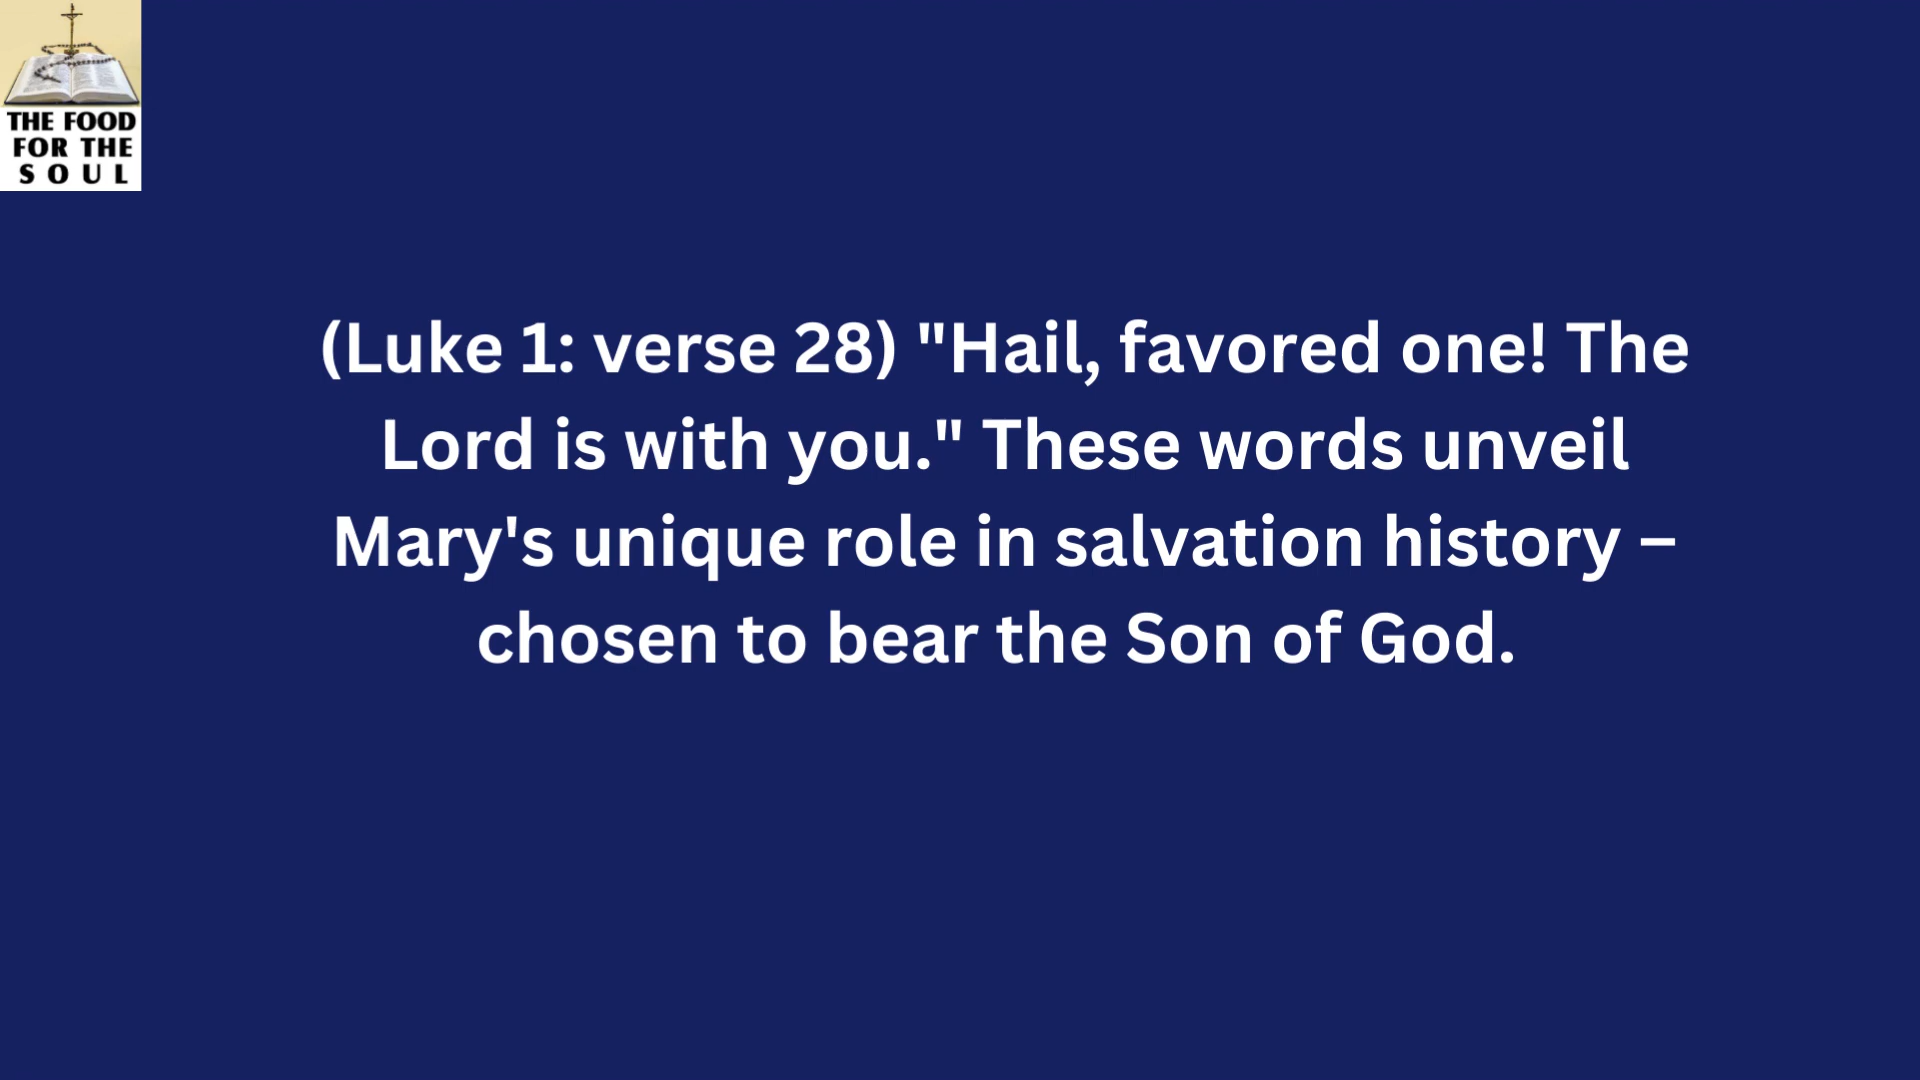 THE FOOD
FOR THE
SOUL
(Luke 1: verse 28) "Hail, favored one! The
Lord is with you." These words unveil
Mary's unique role in salvation history –
chosen to bear the Son of God.